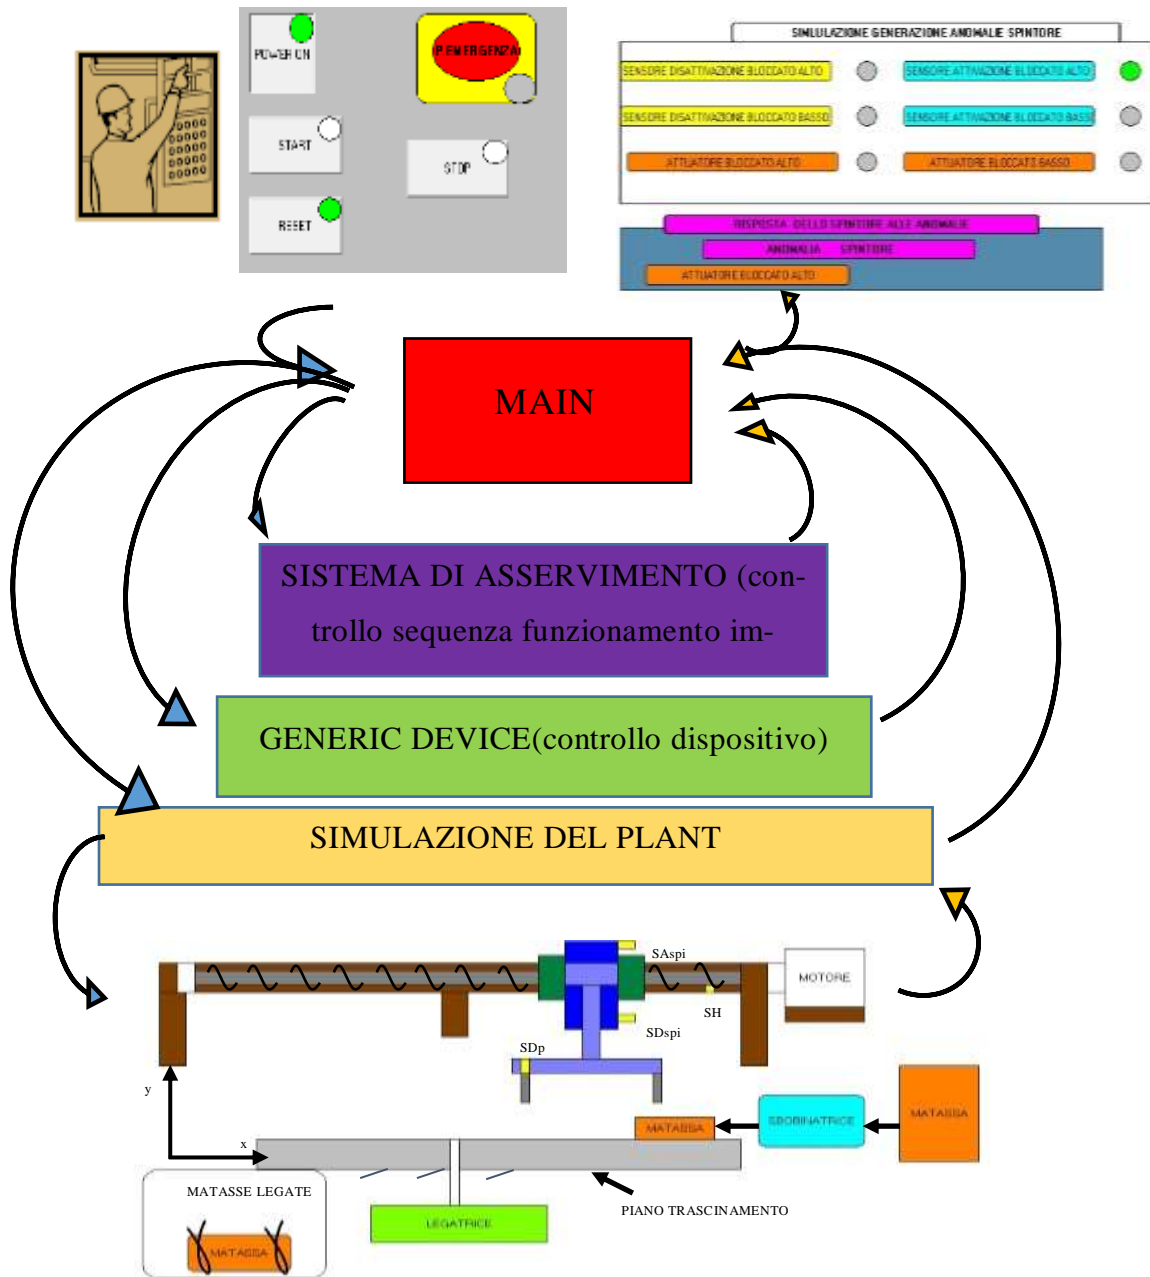 POWER ON
P.EMERGENZA
START
STOP
RESET
SIMLULAZIONE GENERAZIONE ANOMALIE SPINTORE
SENSORE DISATTIVAZIONE BLOCCATO ALTO
SENSORE ATTIVAZIONE BLOCCATO ALTO
SENSORE DISATTIVAZIONE BLOCCATO BASSO
SENSORE ATTIVAZIONE BLOCCATO BASSO
ATTUATORE BLOCCATO ALTO
ATTUATORE BLOCCATO BASSO
RISPOSTA DELLO SPINTORE ALLE ANOMALIE
ANOMALIA SPINTORE
ATTUATORE BLOCCATO ALTO
MAIN
SISTEMA DI ASSERVIMENTO (con-
trollo sequenza funzionamento im-
GENERIC DEVICE(controllo dispositivo)
SIMULAZIONE DEL PLANT
SAspi
MOTORE
SH
SDspi
SDp
y
x
MATASSA
SBOBINATRICE
MATASSA
MATASSE LEGATE
PIANO TRASCINAMENTO
LEGATRICE
MATASSA